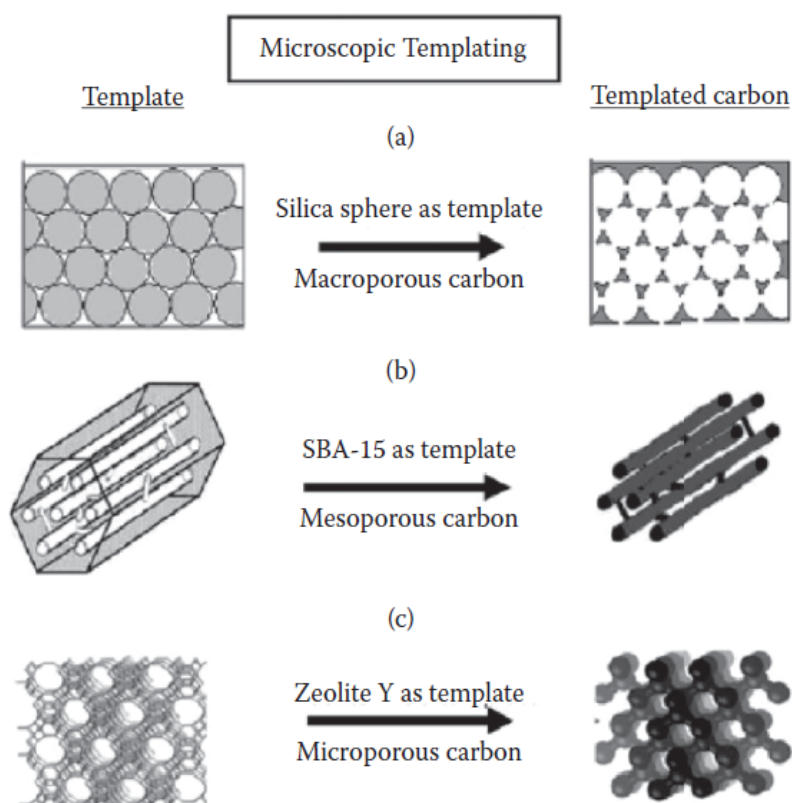 Microscopic Templating
Template
Templated carbon
(a)
Silica sphere as template
Macroporous carbon
(b)
SBA-15 as template
Mesoporous carbon
(c)
Zeolite Y as template
Microporous carbon